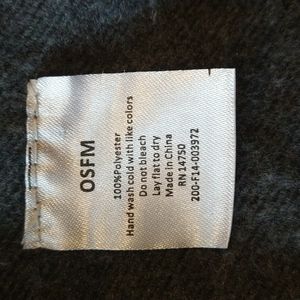 OSFM
100%Polyester
Hand wash cold with like colors
Do not bleach
Lay flat to dry
Made in China
RN 14750
200-F14-003972